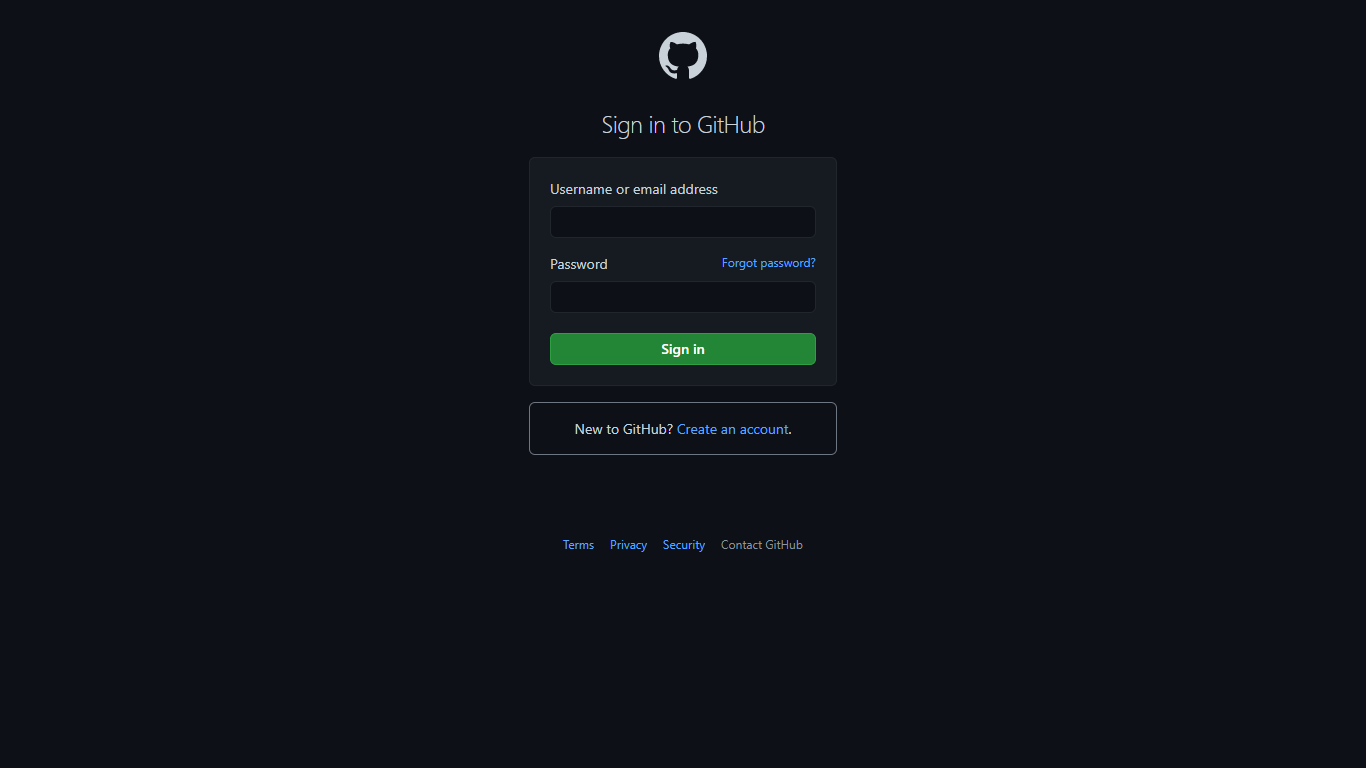 Sign in to GitHub
Username or email address
Password Forgot password?
Sign in
New to GitHub? Create an account.
Terms Privacy Security Contact GitHub